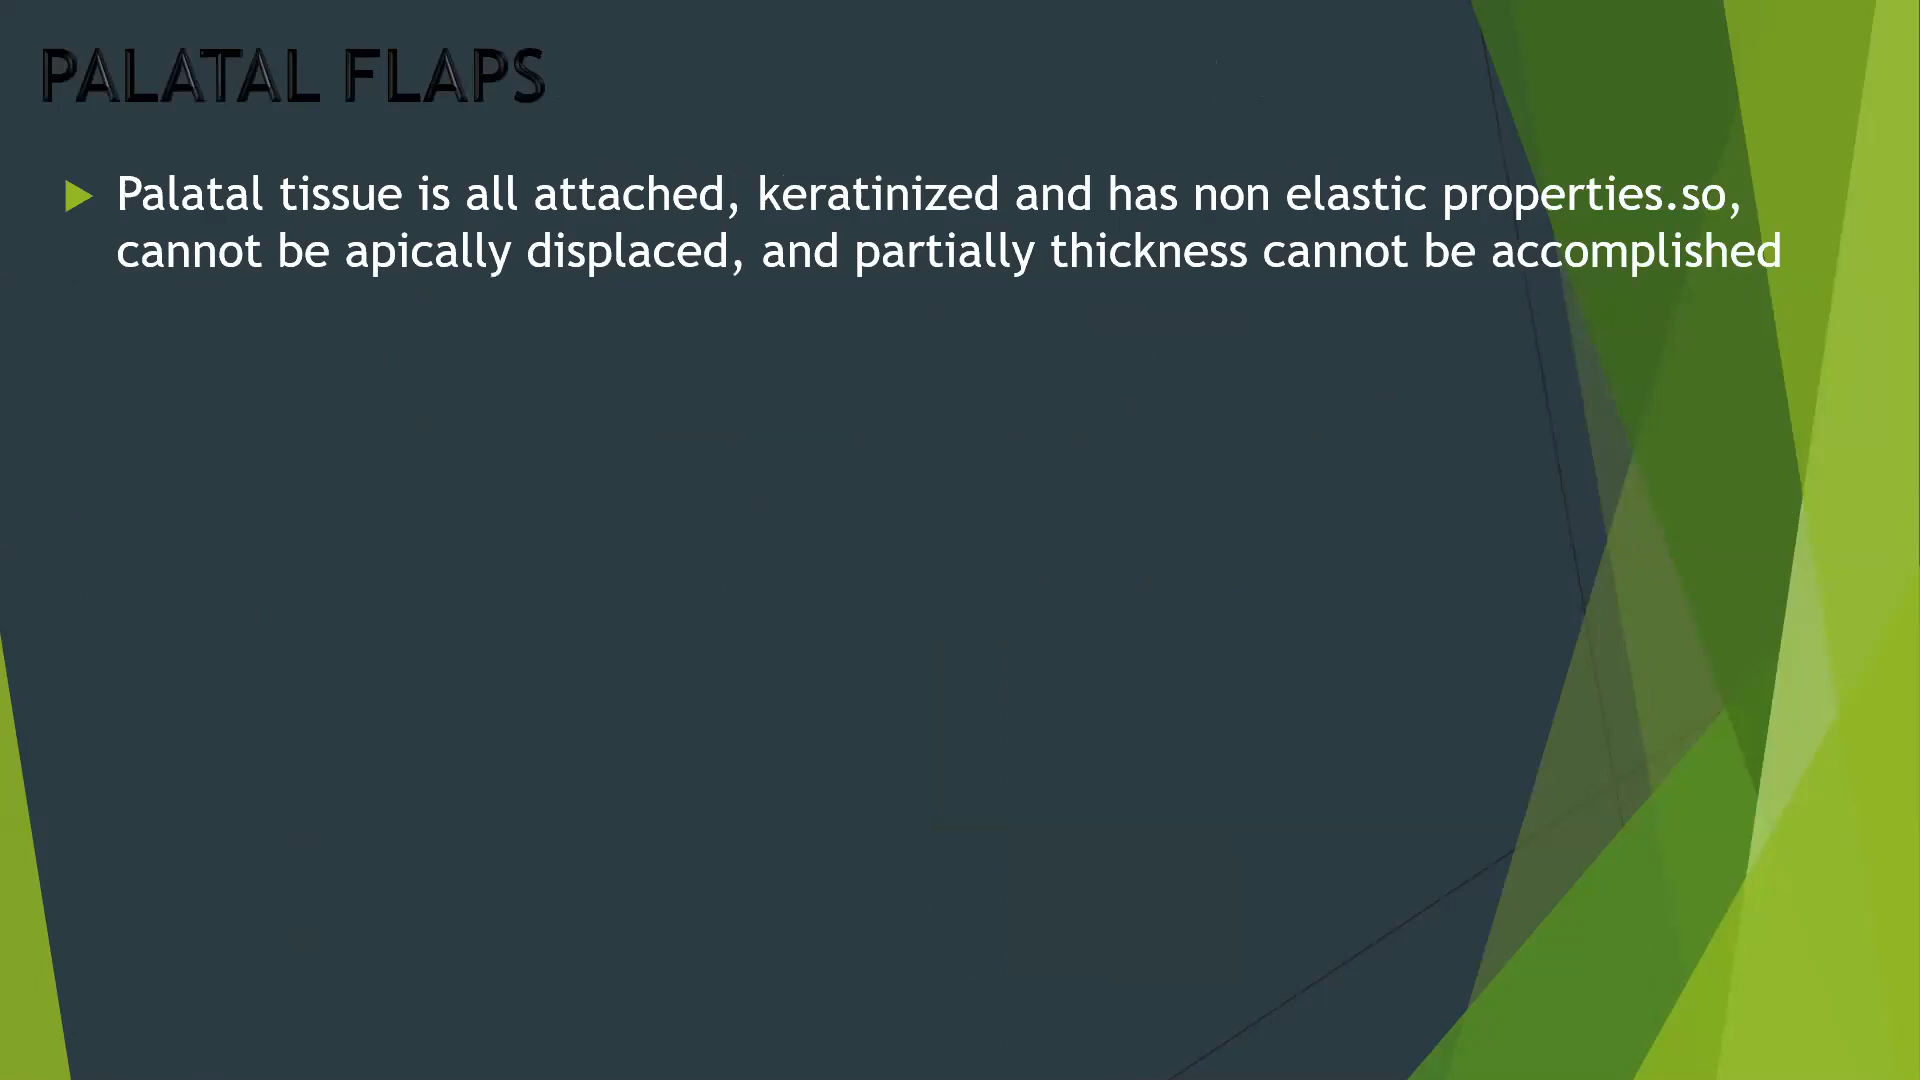 PALATAL FLAPS
Palatal tissue is all attached, keratinized and has non elastic properties.so,
cannot be apically displaced, and partially thickness cannot be accomplished